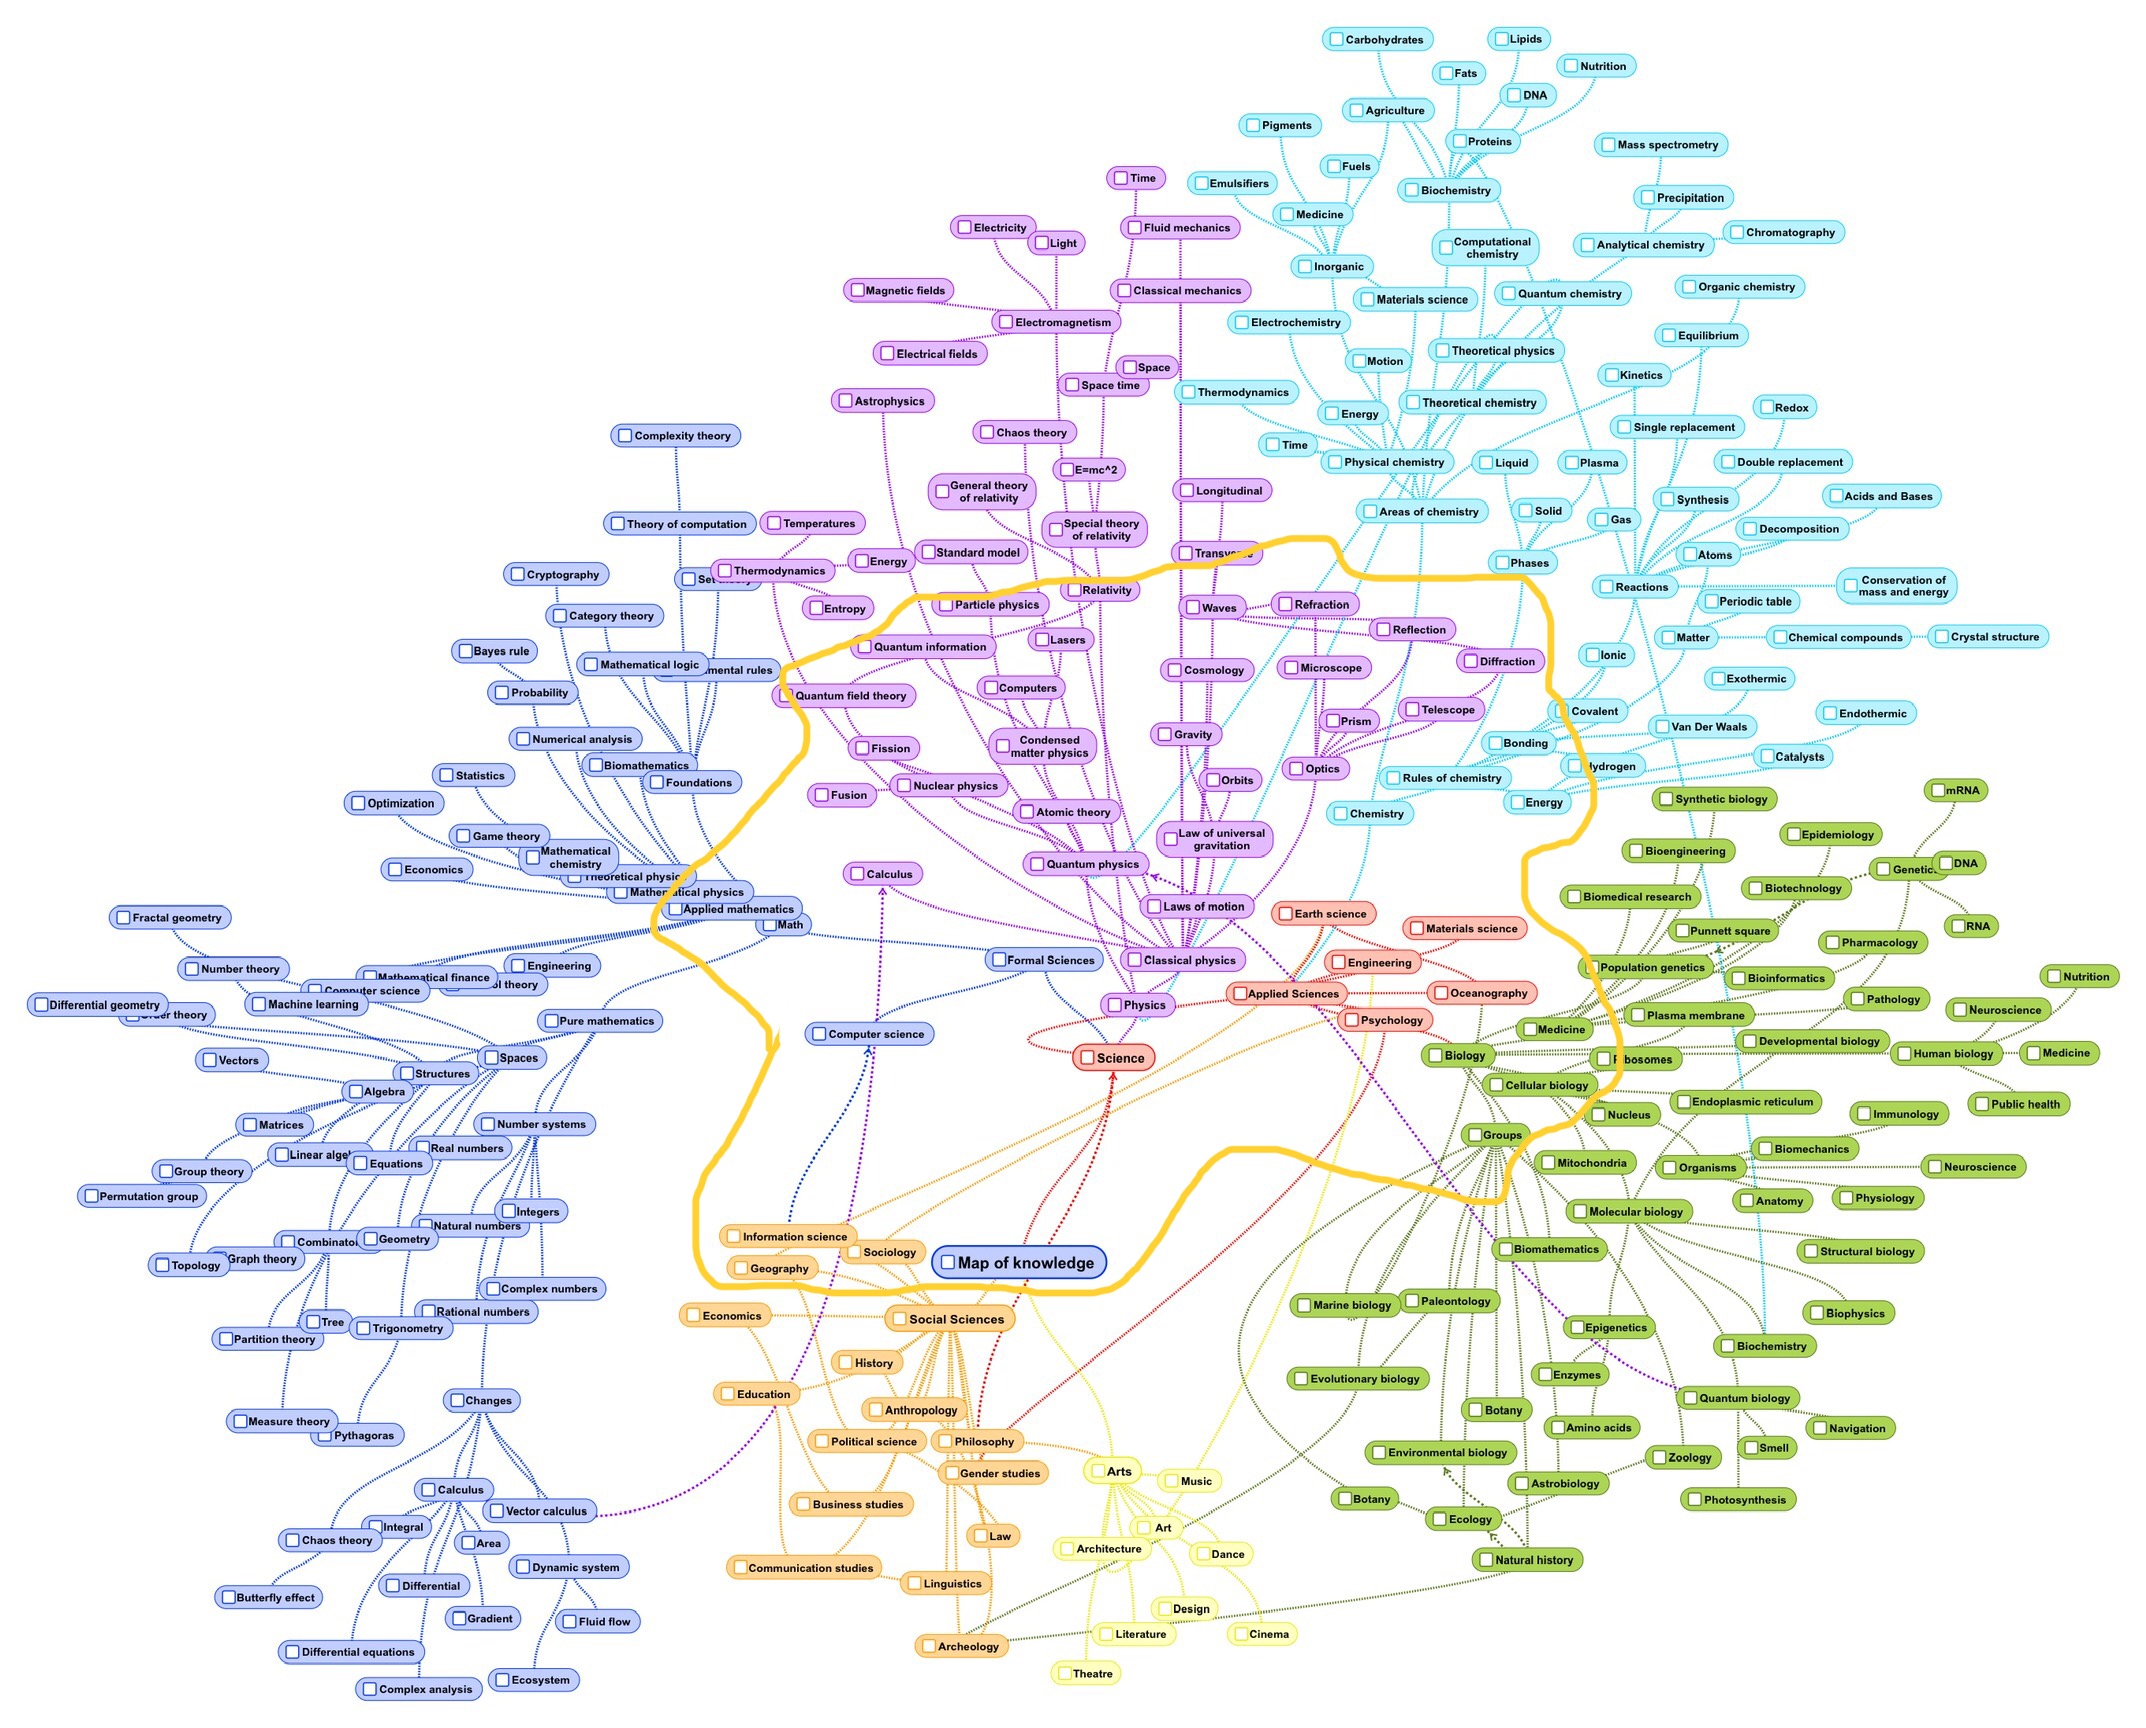 Carbohydrates
Lipids
Fats
Nutrition
DNA
Agriculture
Pigments
Proteins
Mass spectrometry
Fuels
Time
Emulsifiers
Biochemistry
Precipitation
Medicine
Electricity
Light
Fluid mechanics
Chromatography
Computational
chemistry
Analytical chemistry
Inorganic
Magnetic fields
Classical mechanics
Materials science
Quantum chemistry
Organic chemistry
Electromagnetism
Electrochemistry
Equilibrium
Electrical fields
Theoretical physics
Motion
Space
Kinetics
Space time
Thermodynamics
Astrophysics
Theoretical chemistry
Redox
Energy
Single replacement
Chaos theory
Complexity theory
Time
Physical chemistry
Liquid
Plasma
Double replacement
E=mc^2
General theory
of relativity
Longitudinal
Synthesis
Acids and Bases
Areas of chemistry
Solid
Gas
Theory of computation
Temperatures
Special theory
of relativity
Decomposition
Standard model
Transverse
Atoms
Energy
Phases
Thermodynamics
Cryptography
Relativity
Reactions
Conservation of
mass and energy
Entropy
Particle physics
Waves
Refraction
Periodic table
Category theory
Reflection
Lasers
Matter
Chemical compounds
Crystal structure
Bayes rule
Quantum information
Ionic
Mathematical logic
mental rules
Cosmology
Microscope
Diffraction
Exothermic
Probability
Quantum field theory
Computers
Telescope
Covalent
Endothermic
Prism
Van Der Waals
Numerical analysis
Fission
Condensed
matter physics
Gravity
Bonding
Catalysts
Biomathematics
Foundations
Optics
Hydrogen
Statistics
Nuclear physics
Orbits
Rules of chemistry
Fusion
Energy
mRNA
Optimization
Synthetic biology
Atomic theory
Chemistry
Game theory
Law of universal
gravitation
Epidemiology
Mathematical
chemistry
Bioengineering
Economics
Theoretical physics
Calculus
Quantum physics
Genetics
DNA
Mathematical physics
Biotechnology
Biomedical research
Applied mathematics
Laws of motion
Earth science
Fractal geometry
Math
Materials science
Punnett square
RNA
Pharmacology
Number theory
Engineering
Formal Sciences
Classical physics
Engineering
Population genetics
Mathematical finance
Computer science
ol theory
Bioinformatics
Nutrition
Differential geometry
Order theory
Machine learning
Physics
Applied Sciences
Oceanography
Pathology
Pure mathematics
Psychology
Plasma membrane
Neuroscience
Computer science
Medicine
Developmental biology
Vectors
Spaces
Science
Biology
Ribosomes
Human biology
Medicine
Structures
Cellular biology
Algebra
Endoplasmic reticulum
Public health
Matrices
Number systems
Nucleus
Immunology
Groups
Linear alge
Equations
Real numbers
Biomechanics
Group theory
Mitochondria
Organisms
Neuroscience
Permutation group
Anatomy
Physiology
Integers
Natural numbers
Molecular biology
Combinator
Geometry
Information science
Sociology
Biomathematics
Structural biology
Topology
Graph theory
Geography
Map of knowledge
Complex numbers
Rational numbers
Economics
Social Sciences
Marine biology
Paleontology
Biophysics
Tree
Partition theory
Trigonometry
Epigenetics
Biochemistry
History
Evolutionary biology
Enzymes
Changes
Education
Quantum biology
Anthropology
Botany
Measure theory
Pythagoras
Political science
Philosophy
Amino acids
Navigation
Environmental biology
Smell
Zoology
Gender studies
Arts
Music
Calculus
Astrobiology
Vector calculus
Business studies
Botany
Photosynthesis
Integral
Ecology
Chaos theory
Area
Law
Art
Architecture
Dance
Natural history
Dynamic system
Communication studies
Linguistics
Differential
Butterfly effect
Gradient
Fluid flow
Design
Literature
Cinema
Archeology
Differential equations
Theatre
Ecosystem
Complex analysis